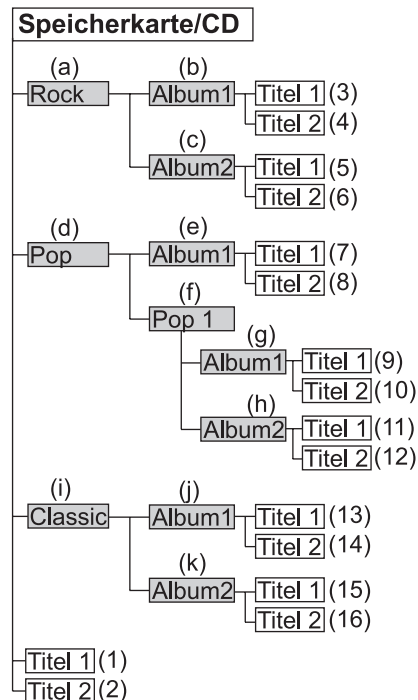 Speicherkarte/CD
(a) (b)
Rock Album1 Titel 1 (3)
Titel 2 (4)
(c)
Album2 Titel 1 (5)
Titel 2 (6)
(d) (e)
Pop Album1 Titel 1 (7)
Titel 2 (8)
(f)
Pop 1
(g)
Album1 Titel 1 (9)
Titel 2 (10)
(h)
Album2 Titel 1 (11)
Titel 2 (12)
(i) (j)
Classic Album1 Titel 1 (13)
Titel 2 (14)
(k)
Album2 Titel 1 (15)
Titel 2 (16)
Titel 1 (1)
Titel 2 (2)